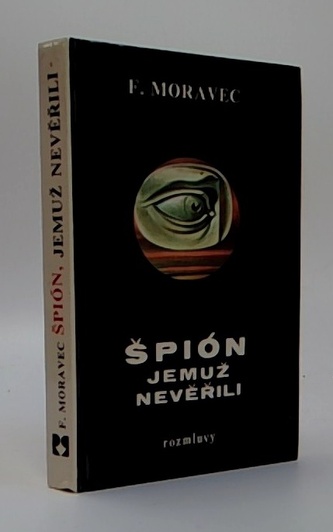 F. MORAVEC
ŠPIÓN
JEMUŽ
NEVĚŘILI
rozmluvy
F. MORAVEC ŠPIÓN, JEMUŽ NEVĚŘILI -